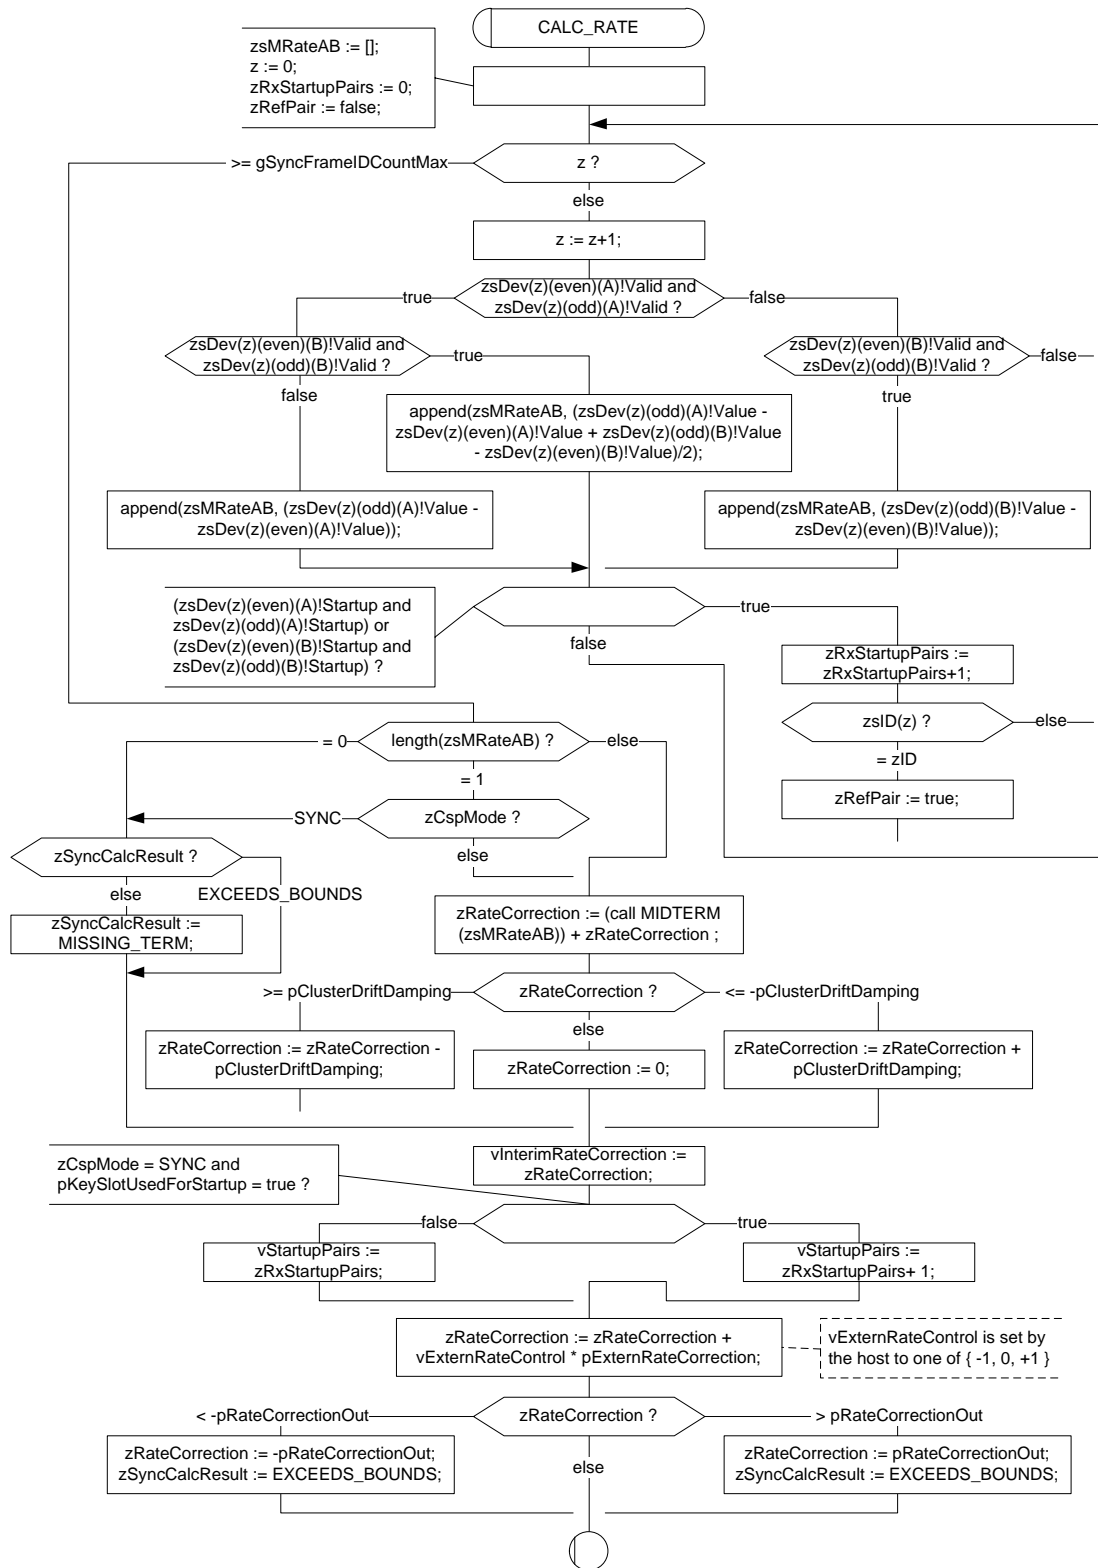 CALC_RATE
zsMRateAB := [];
z := 0;
zRxStartupPairs := 0;
zRefPair := false;
>= gSyncFrameIDCountMax
z ?
else
z := z+1;
true
zsDev(z)(even)(A)!Valid and
zsDev(z)(odd)(A)!Valid ?
false
zsDev(z)(even)(B)!Valid and
zsDev(z)(odd)(B)!Valid ?
true
false
zsDev(z)(even)(B)!Valid and
zsDev(z)(odd)(B)!Valid ?
false
true
append(zsMRateAB, (zsDev(z)(odd)(A)!Value -
zsDev(z)(even)(A)!Value + zsDev(z)(odd)(B)!Value
- zsDev(z)(even)(B)!Value)/2);
append(zsMRateAB, (zsDev(z)(odd)(A)!Value -
zsDev(z)(even)(A)!Value));
append(zsMRateAB, (zsDev(z)(odd)(B)!Value -
zsDev(z)(even)(B)!Value));
(zsDev(z)(even)(A)!Startup and
zsDev(z)(odd)(A)!Startup) or
(zsDev(z)(even)(B)!Startup and
zsDev(z)(odd)(B)!Startup) ?
true
false
zRxStartupPairs :=
zRxStartupPairs+1;
zsID(z) ?
else
= zID
zRefPair := true;
= 0
length(zsMRateAB) ?
else
= 1
SYNC
zCspMode ?
else
zSyncCalcResult ?
else
EXCEEDS_BOUNDS
zSyncCalcResult :=
MISSING_TERM;
zRateCorrection := (call MIDTERM
(zsMRateAB)) + zRateCorrection ;
>= pClusterDriftDamping
zRateCorrection ?
<= -pClusterDriftDamping
else
zRateCorrection := zRateCorrection -
pClusterDriftDamping;
zRateCorrection := 0;
zRateCorrection := zRateCorrection +
pClusterDriftDamping;
vInterimRateCorrection :=
zRateCorrection;
zCspMode = SYNC and
pKeySlotUsedForStartup = true ?
false
true
vStartupPairs :=
zRxStartupPairs;
vStartupPairs :=
zRxStartupPairs+ 1;
zRateCorrection := zRateCorrection +
vExternRateControl * pExternRateCorrection;
vExternRateControl is set by
the host to one of { -1, 0, +1 }
< -pRateCorrectionOut
zRateCorrection ?
> pRateCorrectionOut
zRateCorrection := -pRateCorrectionOut;
zSyncCalcResult := EXCEEDS_BOUNDS;
else
zRateCorrection := pRateCorrectionOut;
zSyncCalcResult := EXCEEDS_BOUNDS;